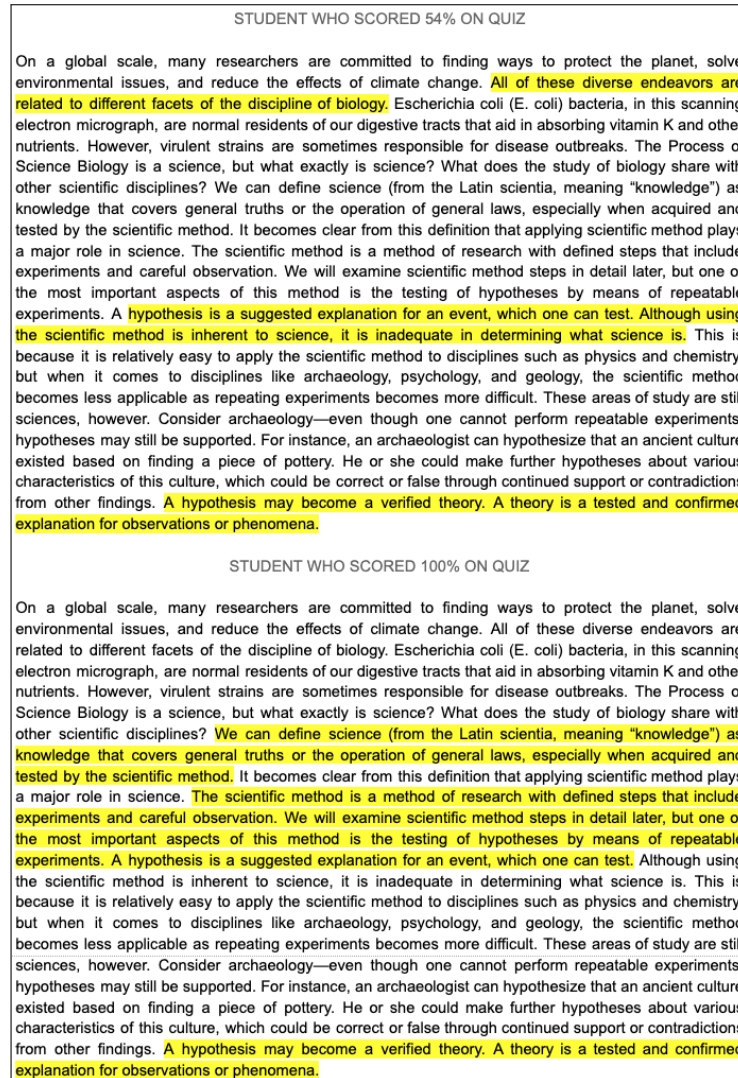 STUDENT WHO SCORED 54% ON QUIZ
On a global scale, many researchers are committed to finding ways to protect the planet, solve
environmental issues, and reduce the effects of climate change. All of these diverse endeavors are
related to different facets of the discipline of biology. Escherichia coli (E. coli) bacteria, in this scanning
electron micrograph, are normal residents of our digestive tracts that aid in absorbing vitamin K and othe
nutrients. However, virulent strains are sometimes responsible for disease outbreaks. The Process o
Science Biology is a science, but what exactly is science? What does the study of biology share with
other scientific disciplines? We can define science (from the Latin scientia, meaning “knowledge”) as
knowledge that covers general truths or the operation of general laws, especially when acquired and
tested by the scientific method. It becomes clear from this definition that applying scientific method plays
a major role in science. The scientific method is a method of research with defined steps that include
experiments and careful observation. We will examine scientific method steps in detail later, but one o
the most important aspects of this method is the testing of hypotheses by means of repeatable
experiments. A hypothesis is a suggested explanation for an event, which one can test. Although using
the scientific method is inherent to science, it is inadequate in determining what science is. This is
because it is relatively easy to apply the scientific method to disciplines such as physics and chemistry
but when it comes to disciplines like archaeology, psychology, and geology, the scientific method
becomes less applicable as repeating experiments becomes more difficult. These areas of study are stil
sciences, however. Consider archaeology—even though one cannot perform repeatable experiments
hypotheses may still be supported. For instance, an archaeologist can hypothesize that an ancient culture
existed based on finding a piece of pottery. He or she could make further hypotheses about various
characteristics of this culture, which could be correct or false through continued support or contradictions
from other findings. A hypothesis may become a verified theory. A theory is a tested and confirmed
explanation for observations or phenomena.
STUDENT WHO SCORED 100% ON QUIZ
On a global scale, many researchers are committed to finding ways to protect the planet, solve
environmental issues, and reduce the effects of climate change. All of these diverse endeavors are
related to different facets of the discipline of biology. Escherichia coli (E. coli) bacteria, in this scanning
electron micrograph, are normal residents of our digestive tracts that aid in absorbing vitamin K and othe
nutrients. However, virulent strains are sometimes responsible for disease outbreaks. The Process o
Science Biology is a science, but what exactly is science? What does the study of biology share with
other scientific disciplines? We can define science (from the Latin scientia, meaning “knowledge”) as
knowledge that covers general truths or the operation of general laws, especially when acquired and
tested by the scientific method. It becomes clear from this definition that applying scientific method plays
a major role in science. The scientific method is a method of research with defined steps that include
experiments and careful observation. We will examine scientific method steps in detail later, but one o
the most important aspects of this method is the testing of hypotheses by means of repeatable
experiments. A hypothesis is a suggested explanation for an event, which one can test. Although using
the scientific method is inherent to science, it is inadequate in determining what science is. This is
because it is relatively easy to apply the scientific method to disciplines such as physics and chemistry
but when it comes to disciplines like archaeology, psychology, and geology, the scientific method
becomes less applicable as repeating experiments becomes more difficult. These areas of study are stil
sciences, however. Consider archaeology—even though one cannot perform repeatable experiments
hypotheses may still be supported. For instance, an archaeologist can hypothesize that an ancient culture
existed based on finding a piece of pottery. He or she could make further hypotheses about various
characteristics of this culture, which could be correct or false through continued support or contradictions
from other findings. A hypothesis may become a verified theory. A theory is a tested and confirmed
explanation for observations or phenomena.